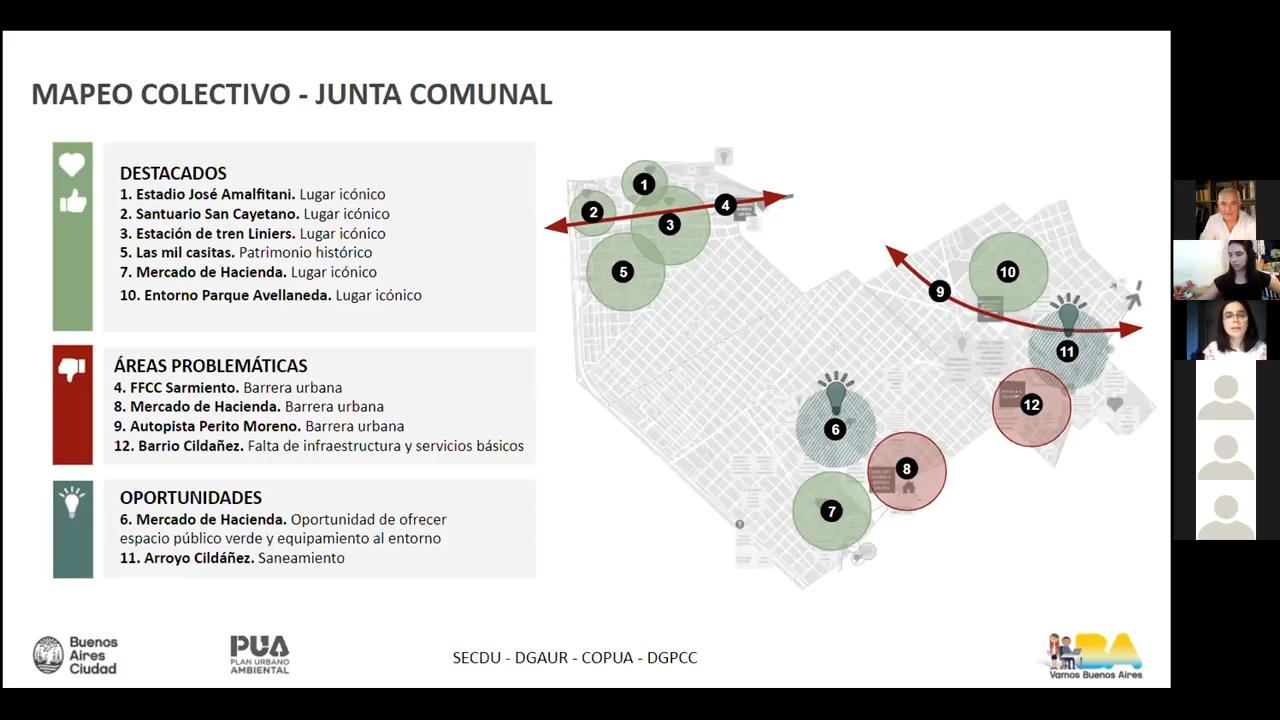 MAPEO COLECTIVO - JUNTA COMUNAL
DESTACADOS
1. Estadio José Amalfitani. Lugar icónico
2. Santuario San Cayetano. Lugar icónico
3. Estación de tren Liniers. Lugar icónico
5. Las mil casitas. Patrimonio histórico
7. Mercado de Hacienda. Lugar icónico
10. Entorno Parque Avellaneda. Lugar icónico
ÁREAS PROBLEMÁTICAS
4. FFCC Sarmiento. Barrera urbana
8. Mercado de Hacienda. Barrera urbana
9. Autopista Perito Moreno. Barrera urbana
12. Barrio Cildañez. Falta de infraestructura y servicios básicos
OPORTUNIDADES
6. Mercado de Hacienda. Oportunidad de ofrecer
espacio público verde y equipamiento al entorno
11. Arroyo Cildáñez. Saneamiento
1
2
3
4
5
10
9
11
12
6
8
7
Buenos
Aires
Ciudad
PUA
PLAN URBANO
AMBIENTAL
SECDU - DGAUR - COPUA - DGPCC
BA
Vamos Buenos Aires